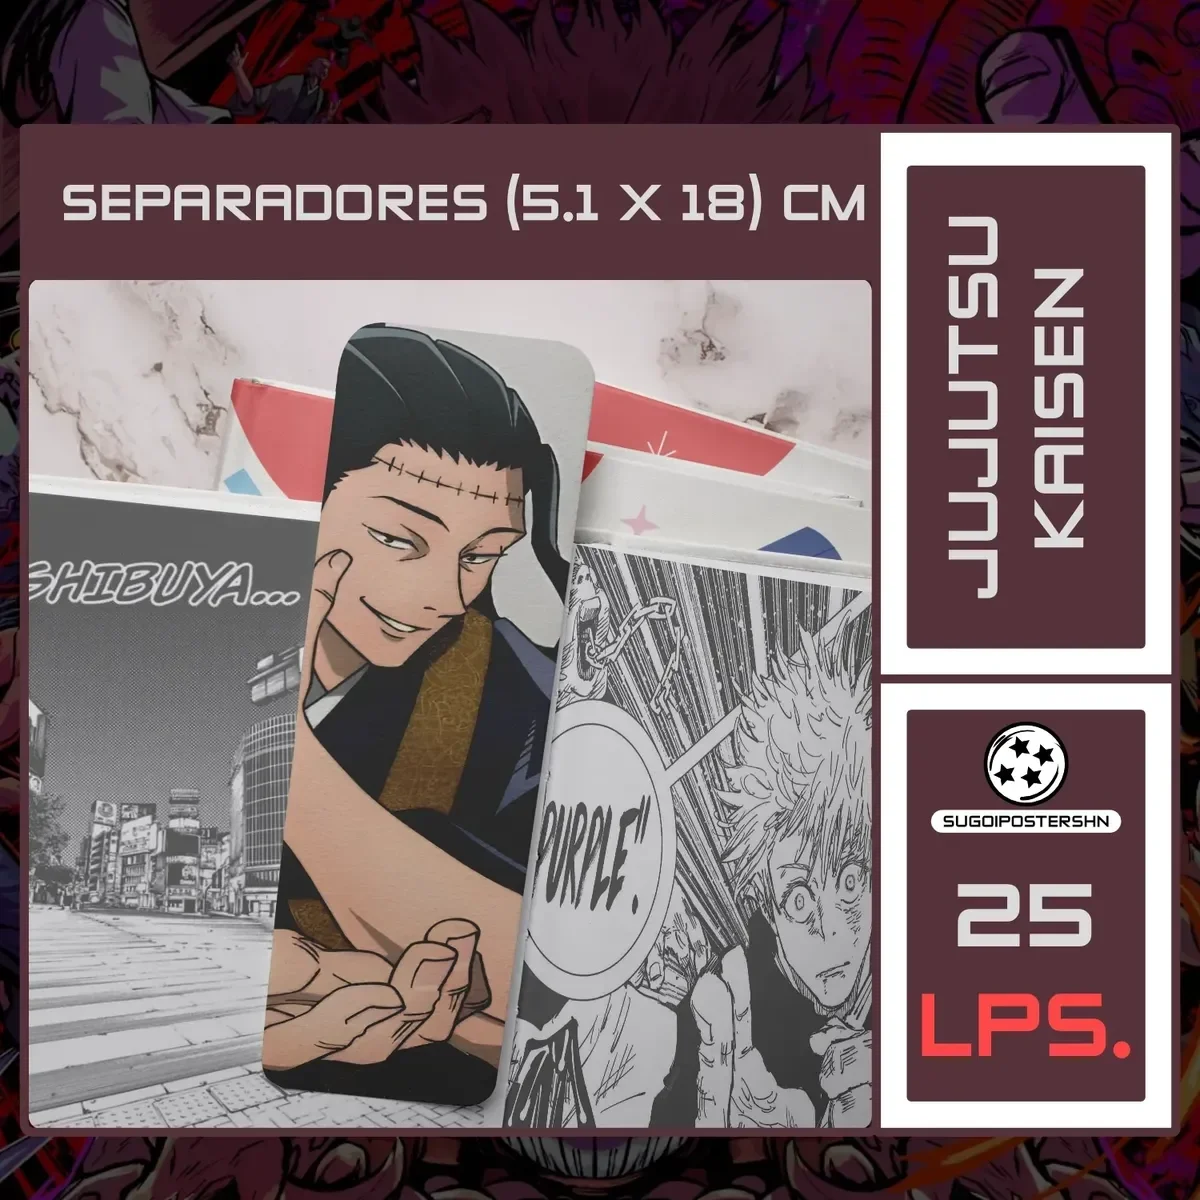 SEPARADORES (5.1 X 18) CM
JUJUTSU
KAISEN
SHIBUYA...
PURPLE"
SUGOIPOSTERSHN
25
LPS.